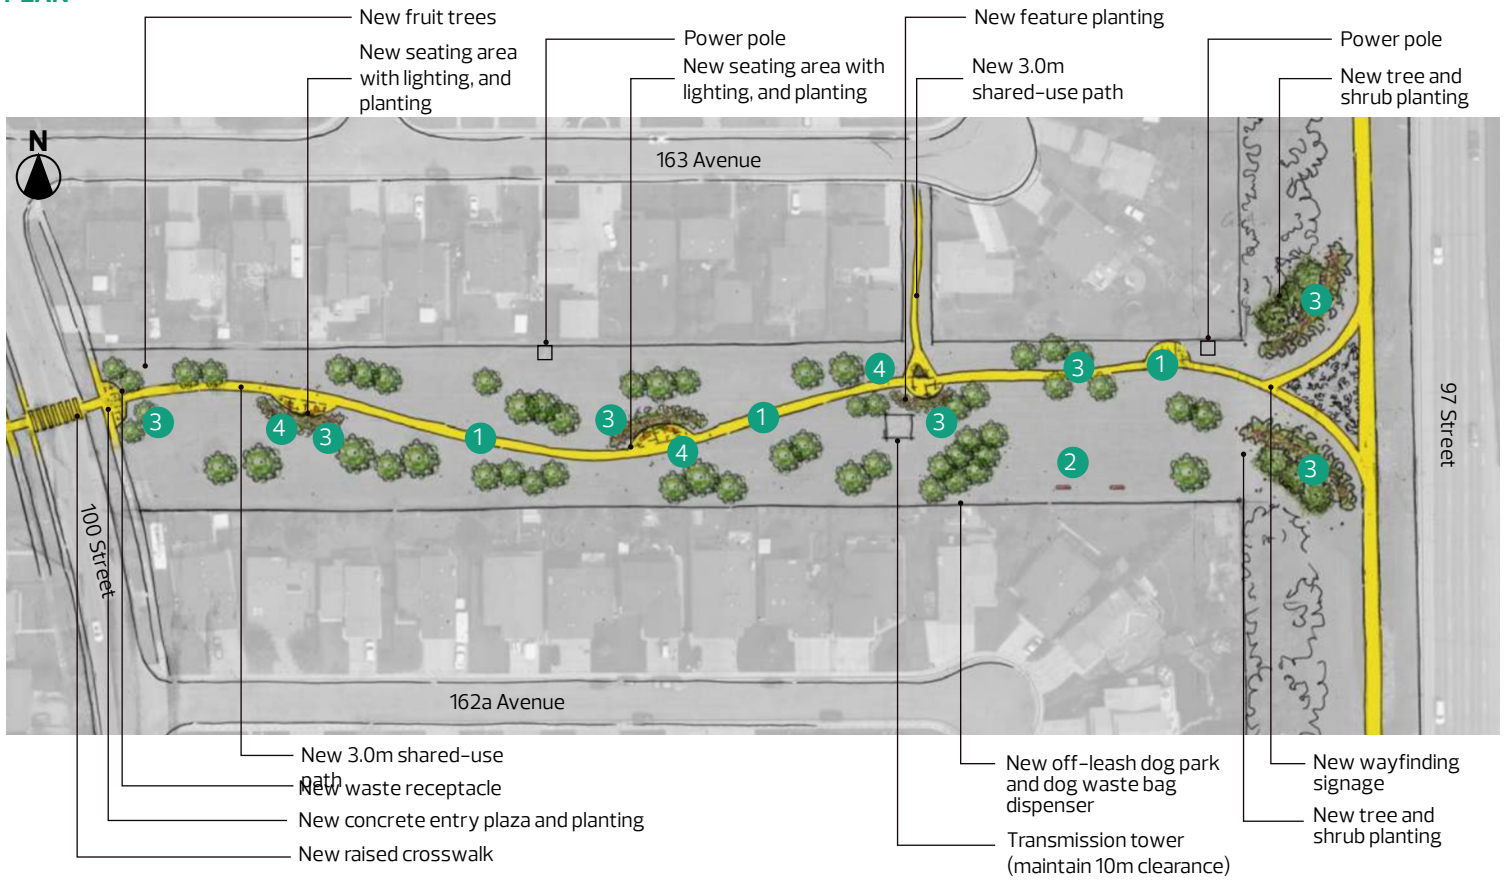 PLAN
New fruit trees
New seating area
with lighting, and
planting
Power pole
New seating area with
lighting, and planting
New feature planting
New 3.0m
shared-use path
Power pole
New tree and
shrub planting
N
163 Avenue
3
4
3
1
1
3
1
3
4
3
1
4
3
2
3
97 Street
100 Street
162a Avenue
New 3.0m shared-use
path
New waste receptacle
New concrete entry plaza and planting
New raised crosswalk
New off-leash dog park
and dog waste bag
dispenser
Transmission tower
(maintain 10m clearance)
New wayfinding
signage
New tree and
shrub planting